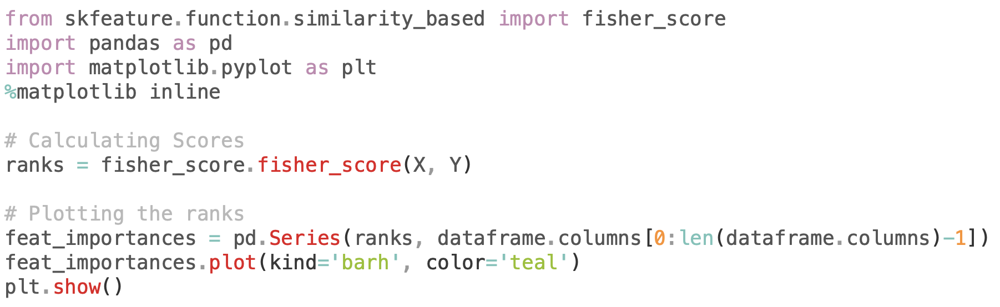 from skfeature.function.similarity_based import fisher_score
import pandas as pd
import matplotlib.pyplot as plt
%matplotlib inline

# Calculating Scores
ranks = fisher_score.fisher_score(X, Y)

# Plotting the ranks
feat_importances = pd.Series(ranks, dataframe.columns[0:len(dataframe.columns)-1])
feat_importances.plot(kind='barh', color='teal')
plt.show()